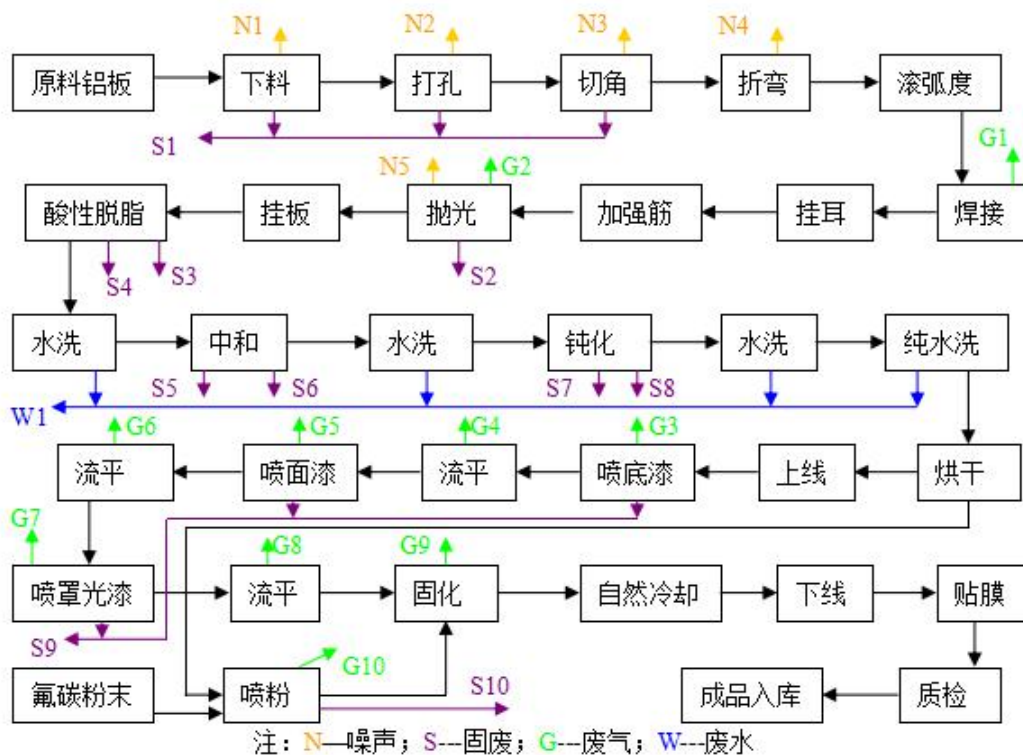 N1 N2 N3 N4
原料铝板 下料 打孔 切角 折弯 滚弧度
S1
N5 G2 G1
酸性脱脂 挂板 抛光 加强筋 挂耳 焊接
S4 S3 S2
水洗 中和 水洗 钝化 水洗 纯水洗
S5 S6 S7 S8
W1
G6 G5 G4 G3
流平 喷面漆 流平 喷底漆 上线 烘干
G7 G8 G9
喷罩光漆 流平 固化 自然冷却 下线 贴膜
S9
G10
氟碳粉末 喷粉 S10 成品入库 质检
注：N—噪声；S---固废；G---废气；W---废水